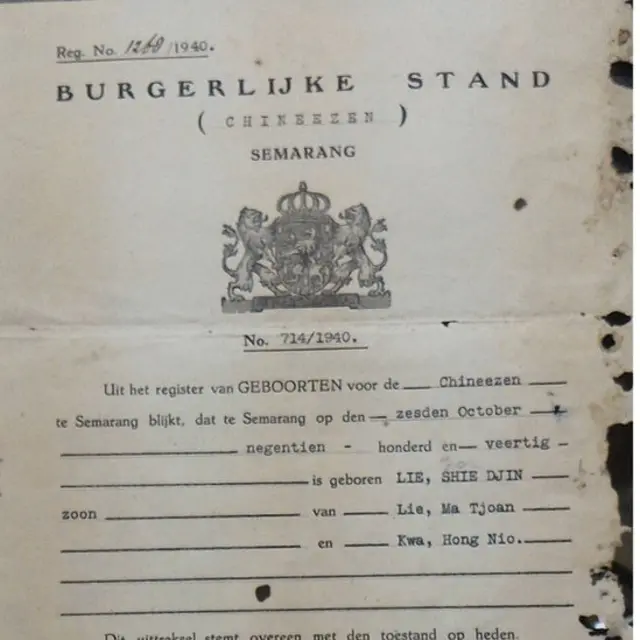 Reg. No. 1268/1940.
BURGERLIJKE STAND
( CHINEEZEN )
SEMARANG
No. 714/1940.
Uit het register van GEBOORTEN voor de Chineezen
te Semarang blijkt, dat te Semarang op den zesden October
negentien - honderd en veertig -
is geboren LIE, SHIE DJIN
zoon van Lie, Ma Tjoan
en Kwa, Hong Nio.
Dit uittreksel stemt overeen met den toestand op heden.